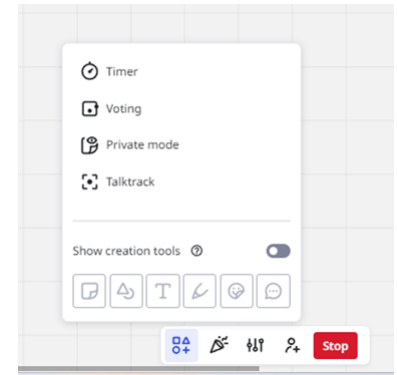 Timer
Voting
Private mode
Talktrack
Show creation tools
Stop